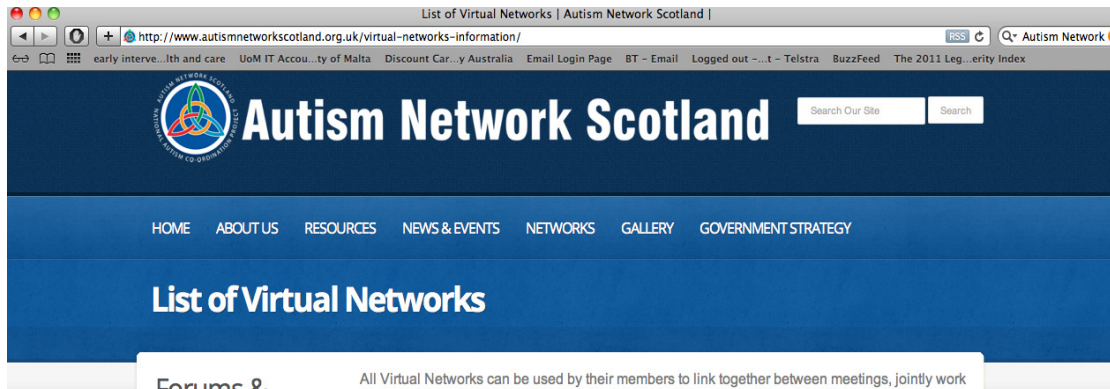 List of Virtual Networks | Autism Network Scotland |
http://www.autismnetworkscotland.org.uk/virtual-networks-information/ RSS Autism Network
early interve...lth and care UoM IT Accou...ty of Malta Discount Car...y Australia Email Login Page BT - Email Logged out -...t - Telstra BuzzFeed The 2011 Leg...erity Index
AUTISM NETWORK SCOTLAND
NATIONAL AUTISM CO-ORDINATION PROJECT
Autism Network Scotland
Search Our Site Search
HOME ABOUT US RESOURCES NEWS & EVENTS NETWORKS GALLERY GOVERNMENT STRATEGY
List of Virtual Networks
Forums &
All Virtual Networks can be used by their members to link together between meetings, jointly work